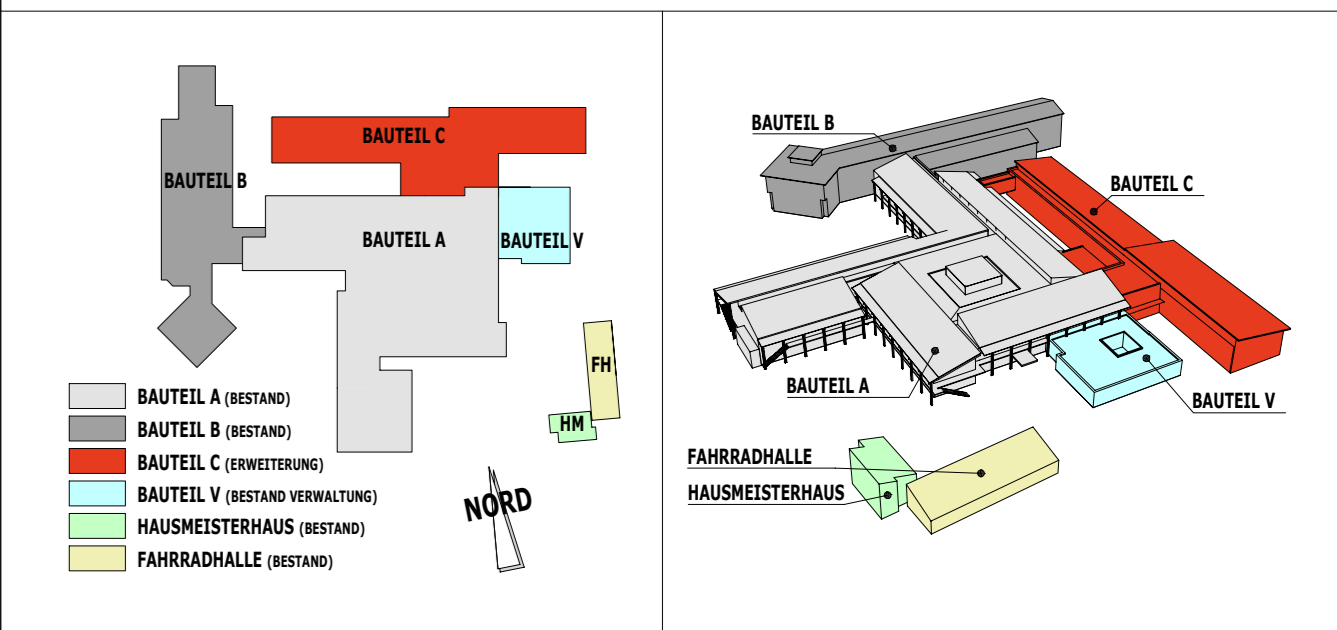 BAUTEIL C
BAUTEIL B
BAUTEIL A
BAUTEIL V
FH
HM
NORD
BAUTEIL A (BESTAND)
BAUTEIL B (BESTAND)
BAUTEIL C (ERWEITERUNG)
BAUTEIL V (BESTAND VERWALTUNG)
HAUSMEISTERHAUS (BESTAND)
FAHRRADHALLE (BESTAND)
BAUTEIL B
BAUTEIL C
BAUTEIL A
BAUTEIL V
FAHRRADHALLE
HAUSMEISTERHAUS